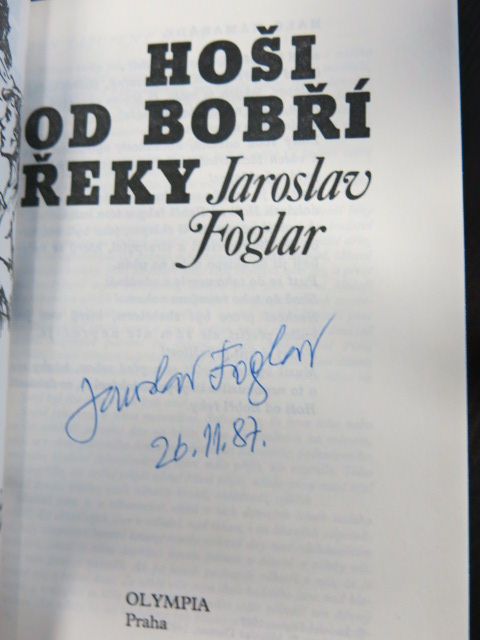 HOŠI
OD BOBŘÍ
ŘEKY Jaroslav
Foglar
Jaroslav Foglar
26.11.87.
OLYMPIA
Praha